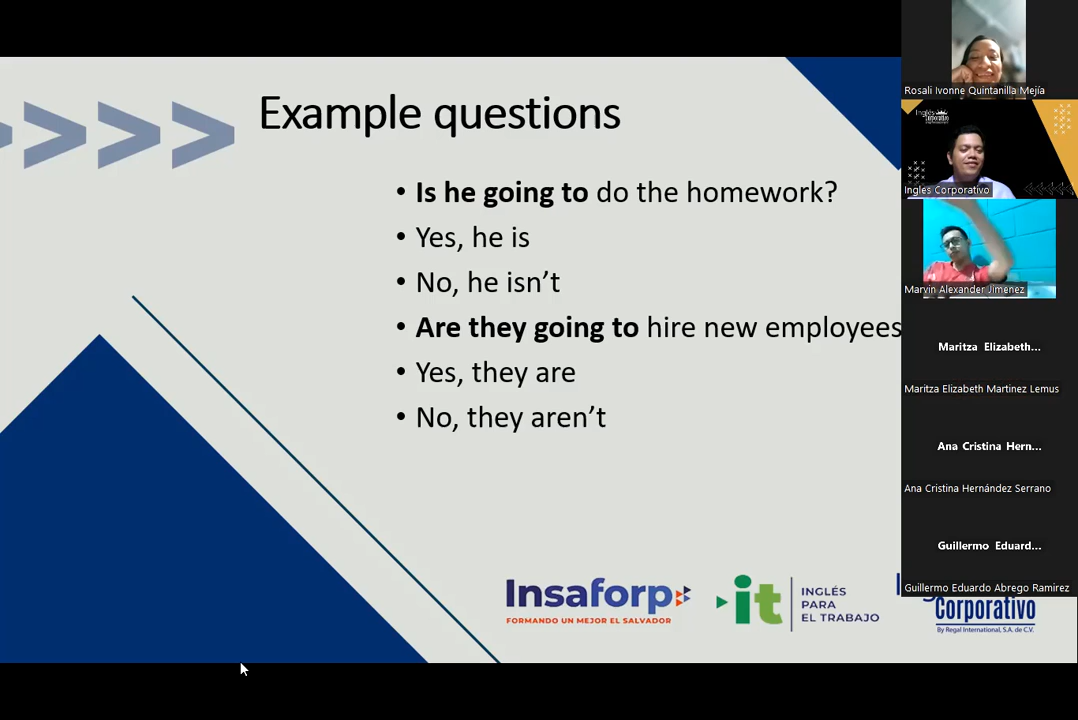 Example questions
• Is he going to do the homework?
• Yes, he is
• No, he isn't
• Are they going to hire new employees
• Yes, they are
• No, they aren't
Insaforp
FORMANDO UN MEJOR EL SALVADOR
it
INGLÉS
PARA
EL TRABAJO
Corporativo
By Regal International, S.A. de C.V.
Rosali Ivonne Quintanilla Mejía
Inglés
Corporativo
Ingles Corporativo
Marvin Alexander Jimenez
Maritza Elizabeth...
Maritza Elizabeth Martinez Lemus
Ana Cristina Hern...
Ana Cristina Hernández Serrano
Guillermo Eduard...
Guillermo Eduardo Abrego Ramirez